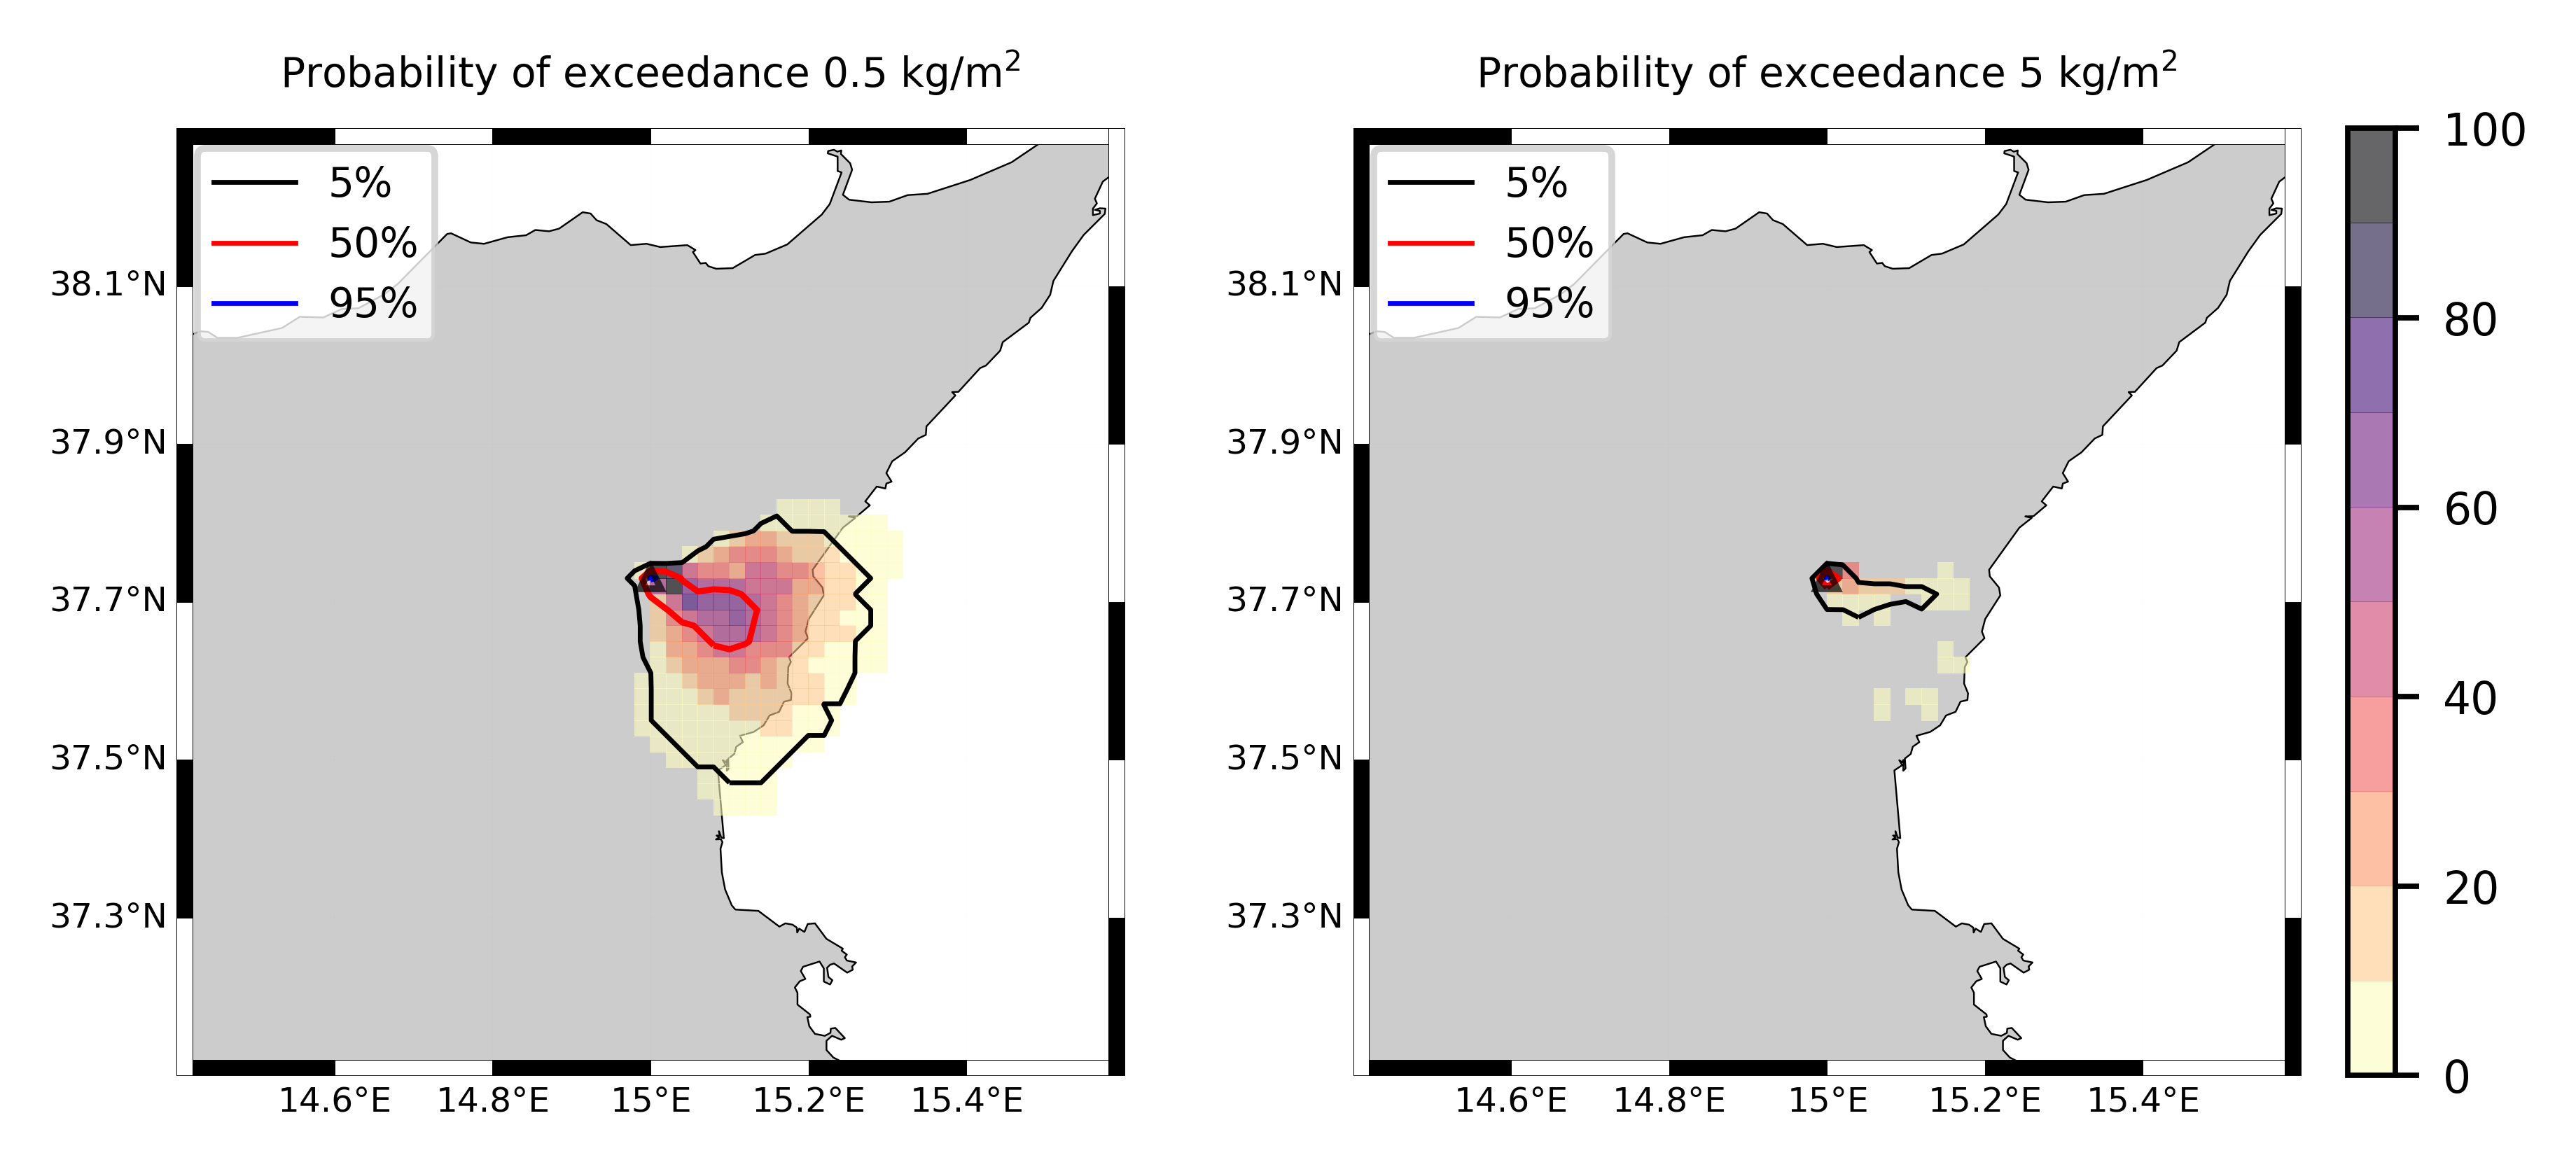 Probability of exceedance 0.5 kg/m²
5%
50%
95%
38.1°N
37.9°N
37.7°N
37.5°N
37.3°N
14.6°E 14.8°E 15°E 15.2°E 15.4°E
Probability of exceedance 5 kg/m²
5%
50%
95%
38.1°N
37.9°N
37.7°N
37.5°N
37.3°N
14.6°E 14.8°E 15°E 15.2°E 15.4°E
100
80
60
40
20
0